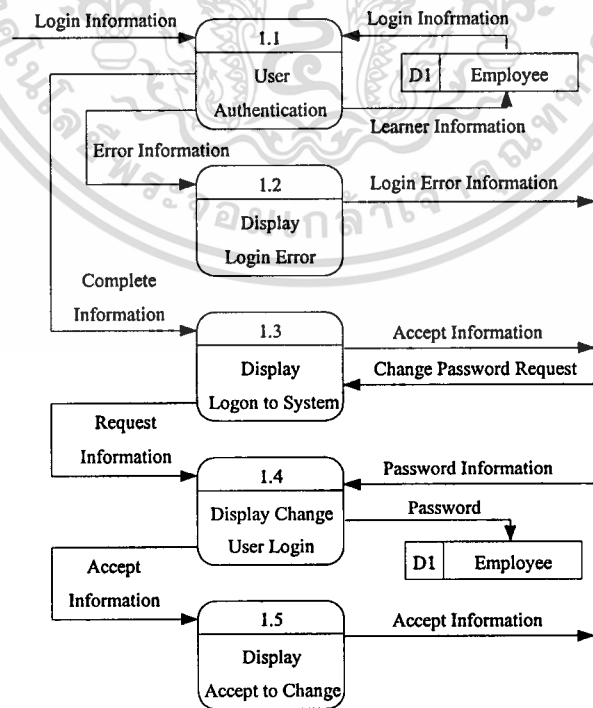 Login Information
Login Inofrmation
1.1
User
Authentication
D1
Employee
Learner Information
Error Information
1.2
Display
Login Error
Login Error Information
Complete
Information
1.3
Display
Logon to System
Accept Information
Change Password Request
Request
Information
1.4
Display Change
User Login
Password Information
Password
D1
Employee
Accept
Information
1.5
Display
Accept to Change
Accept Information